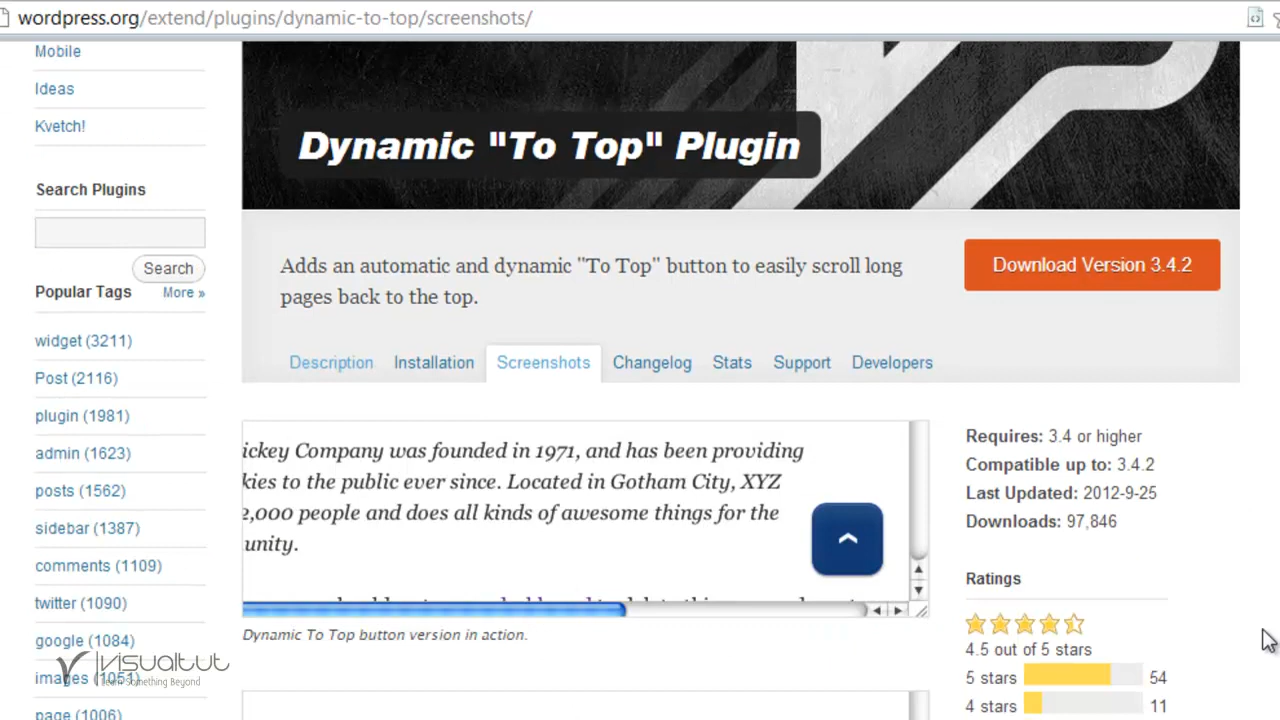 wordpress.org/extend/plugins/dynamic-to-top/screenshots/
Mobile
Ideas
Kvetch!
Search Plugins
Search
Popular Tags More »
widget (3211)
Post (2116)
plugin (1981)
admin (1623)
posts (1562)
sidebar (1387)
comments (1109)
twitter (1090)
google (1084)
images (1051)
page (1006)
visualtut
Learn Something Beyond
Dynamic "To Top" Plugin
Adds an automatic and dynamic "To Top" button to easily scroll long
pages back to the top.
Download Version 3.4.2
Description Installation Screenshots Changelog Stats Support Developers
ickey Company was founded in 1971, and has been providing
kies to the public ever since. Located in Gotham City, XYZ
2,000 people and does all kinds of awesome things for the
unity.
Dynamic To Top button version in action.
Requires: 3.4 or higher
Compatible up to: 3.4.2
Last Updated: 2012-9-25
Downloads: 97,846
Ratings
4.5 out of 5 stars
5 stars 54
4 stars 11